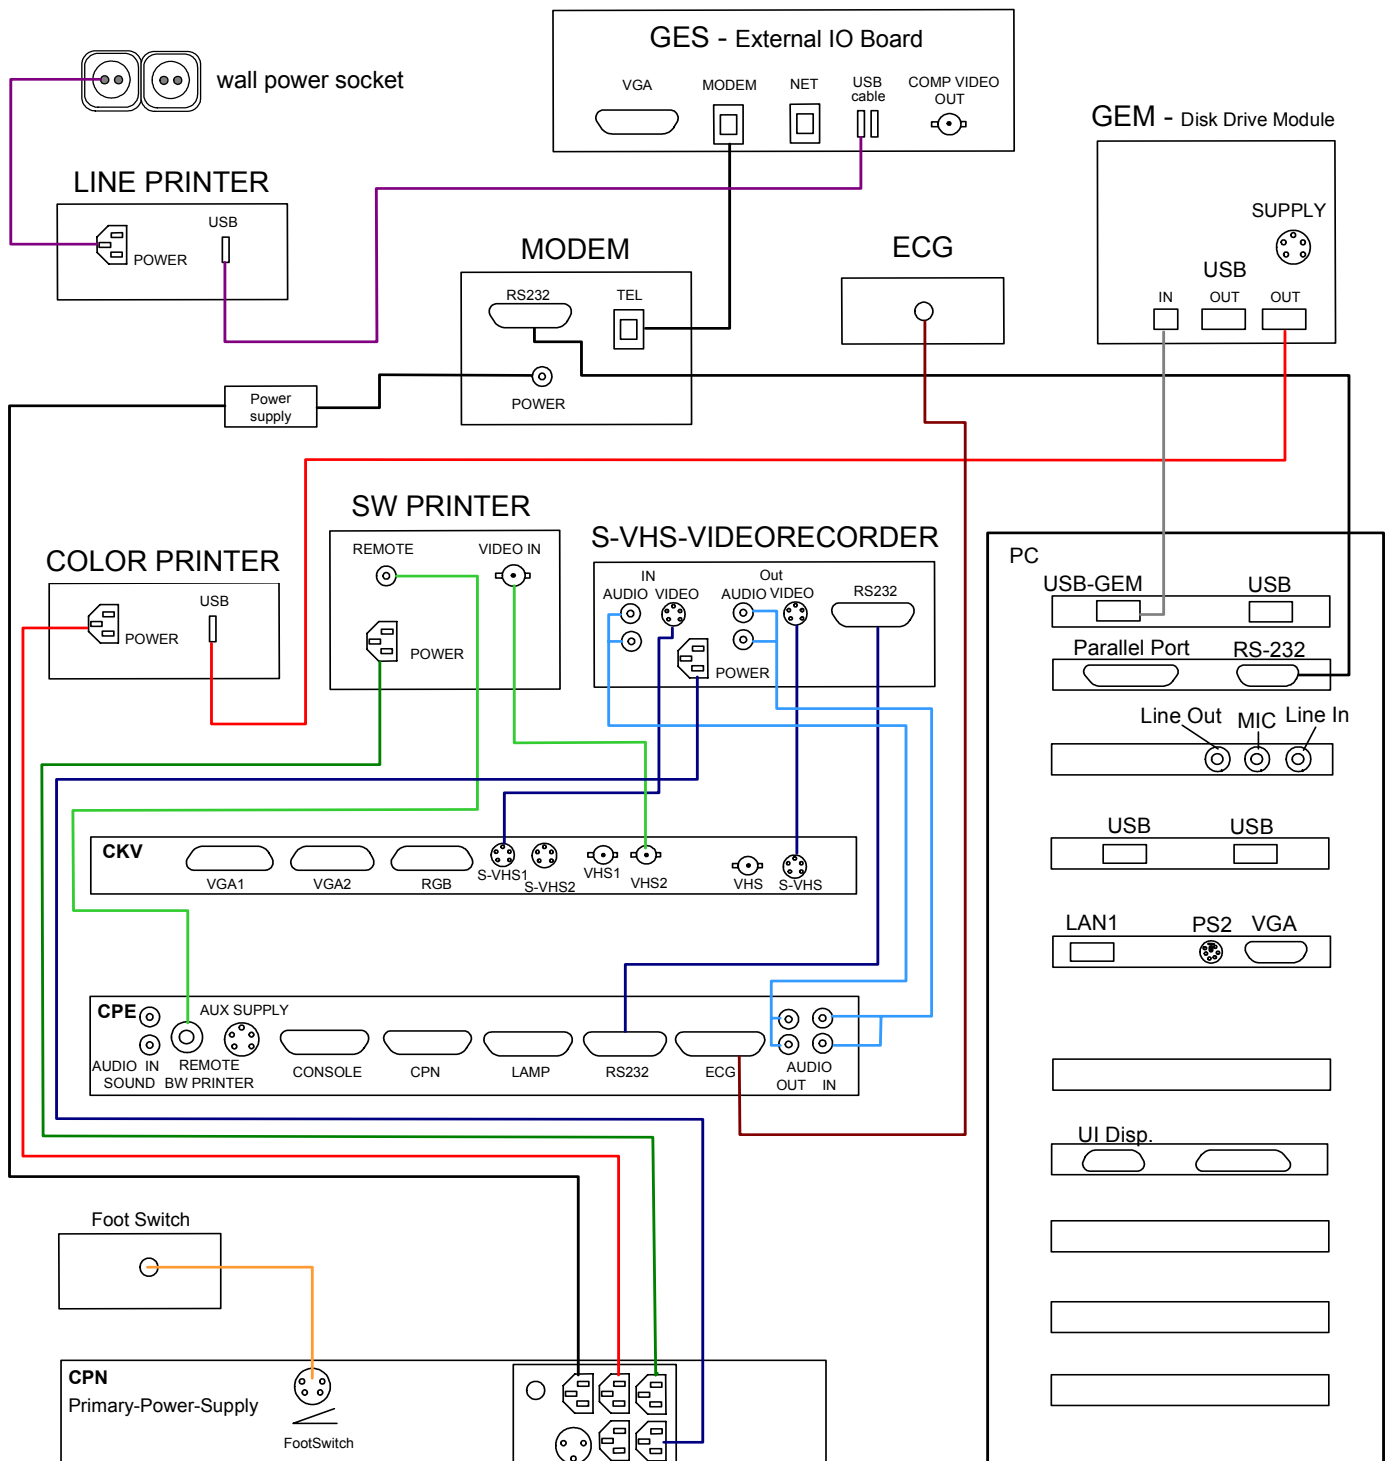 GES - External IO Board
VGA
MODEM
NET
USB
cable
COMP VIDEO
OUT
wall power socket
GEM - Disk Drive Module
SUPPLY
USB
IN
OUT
OUT
LINE PRINTER
USB
POWER
MODEM
RS232
TEL
POWER
ECG
Power
supply
SW PRINTER
REMOTE
VIDEO IN
POWER
S-VHS-VIDEORECORDER
IN
Out
AUDIO
VIDEO
AUDIO
VIDEO
RS232
POWER
COLOR PRINTER
USB
POWER
PC
USB-GEM
USB
Parallel Port
RS-232
Line Out
MIC
Line In
USB
USB
LAN1
PS2
VGA
UI Disp.
CKV
VGA1
VGA2
RGB
S-VHS1
S-VHS2
VHS1
VHS2
VHS
S-VHS
CPE
AUX SUPPLY
AUDIO IN
SOUND
REMOTE
BW PRINTER
CONSOLE
CPN
LAMP
RS232
ECG
AUDIO
OUT
IN
Foot Switch
CPN
Primary-Power-Supply
FootSwitch